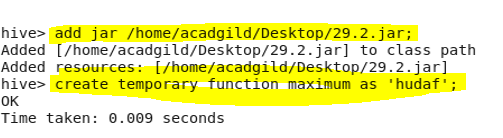 hive> add jar /home/acadgild/Desktop/29.2.jar;
Added [/home/acadgild/Desktop/29.2.jar] to class path
Added resources: [/home/acadgild/Desktop/29.2.jar]
hive> create temporary function maximum as 'hudaf';
OK
Time taken: 0.009 seconds